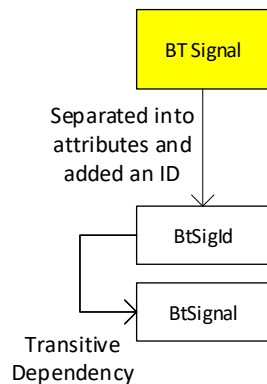 BT Signal
Separated into
attributes and
added an ID
BtSigId
BtSignal
Transitive
Dependency